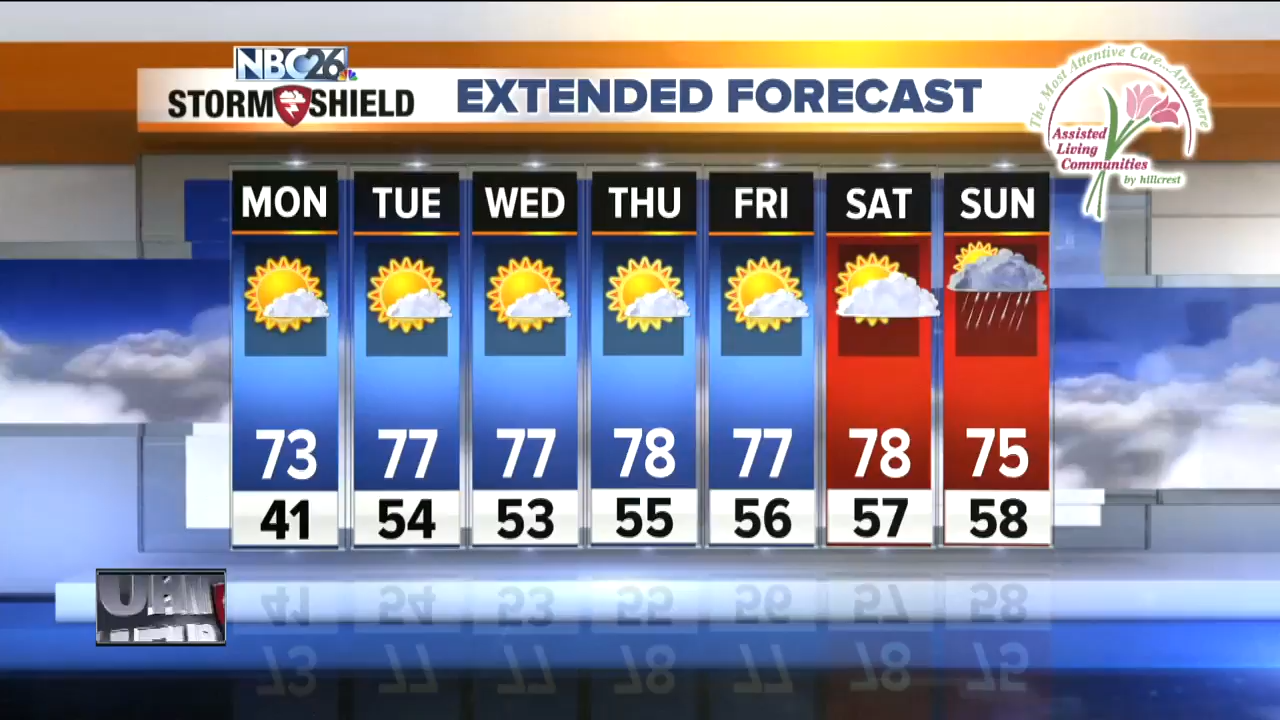 NBC26
STORM SHIELD
EXTENDED FORECAST
The Most Attentive Care...Anywhere
Assisted
Living
Communities
by hillcrest
MON TUE WED THU FRI SAT SUN
73 77 77 78 77 78 75
41 54 53 55 56 57 58